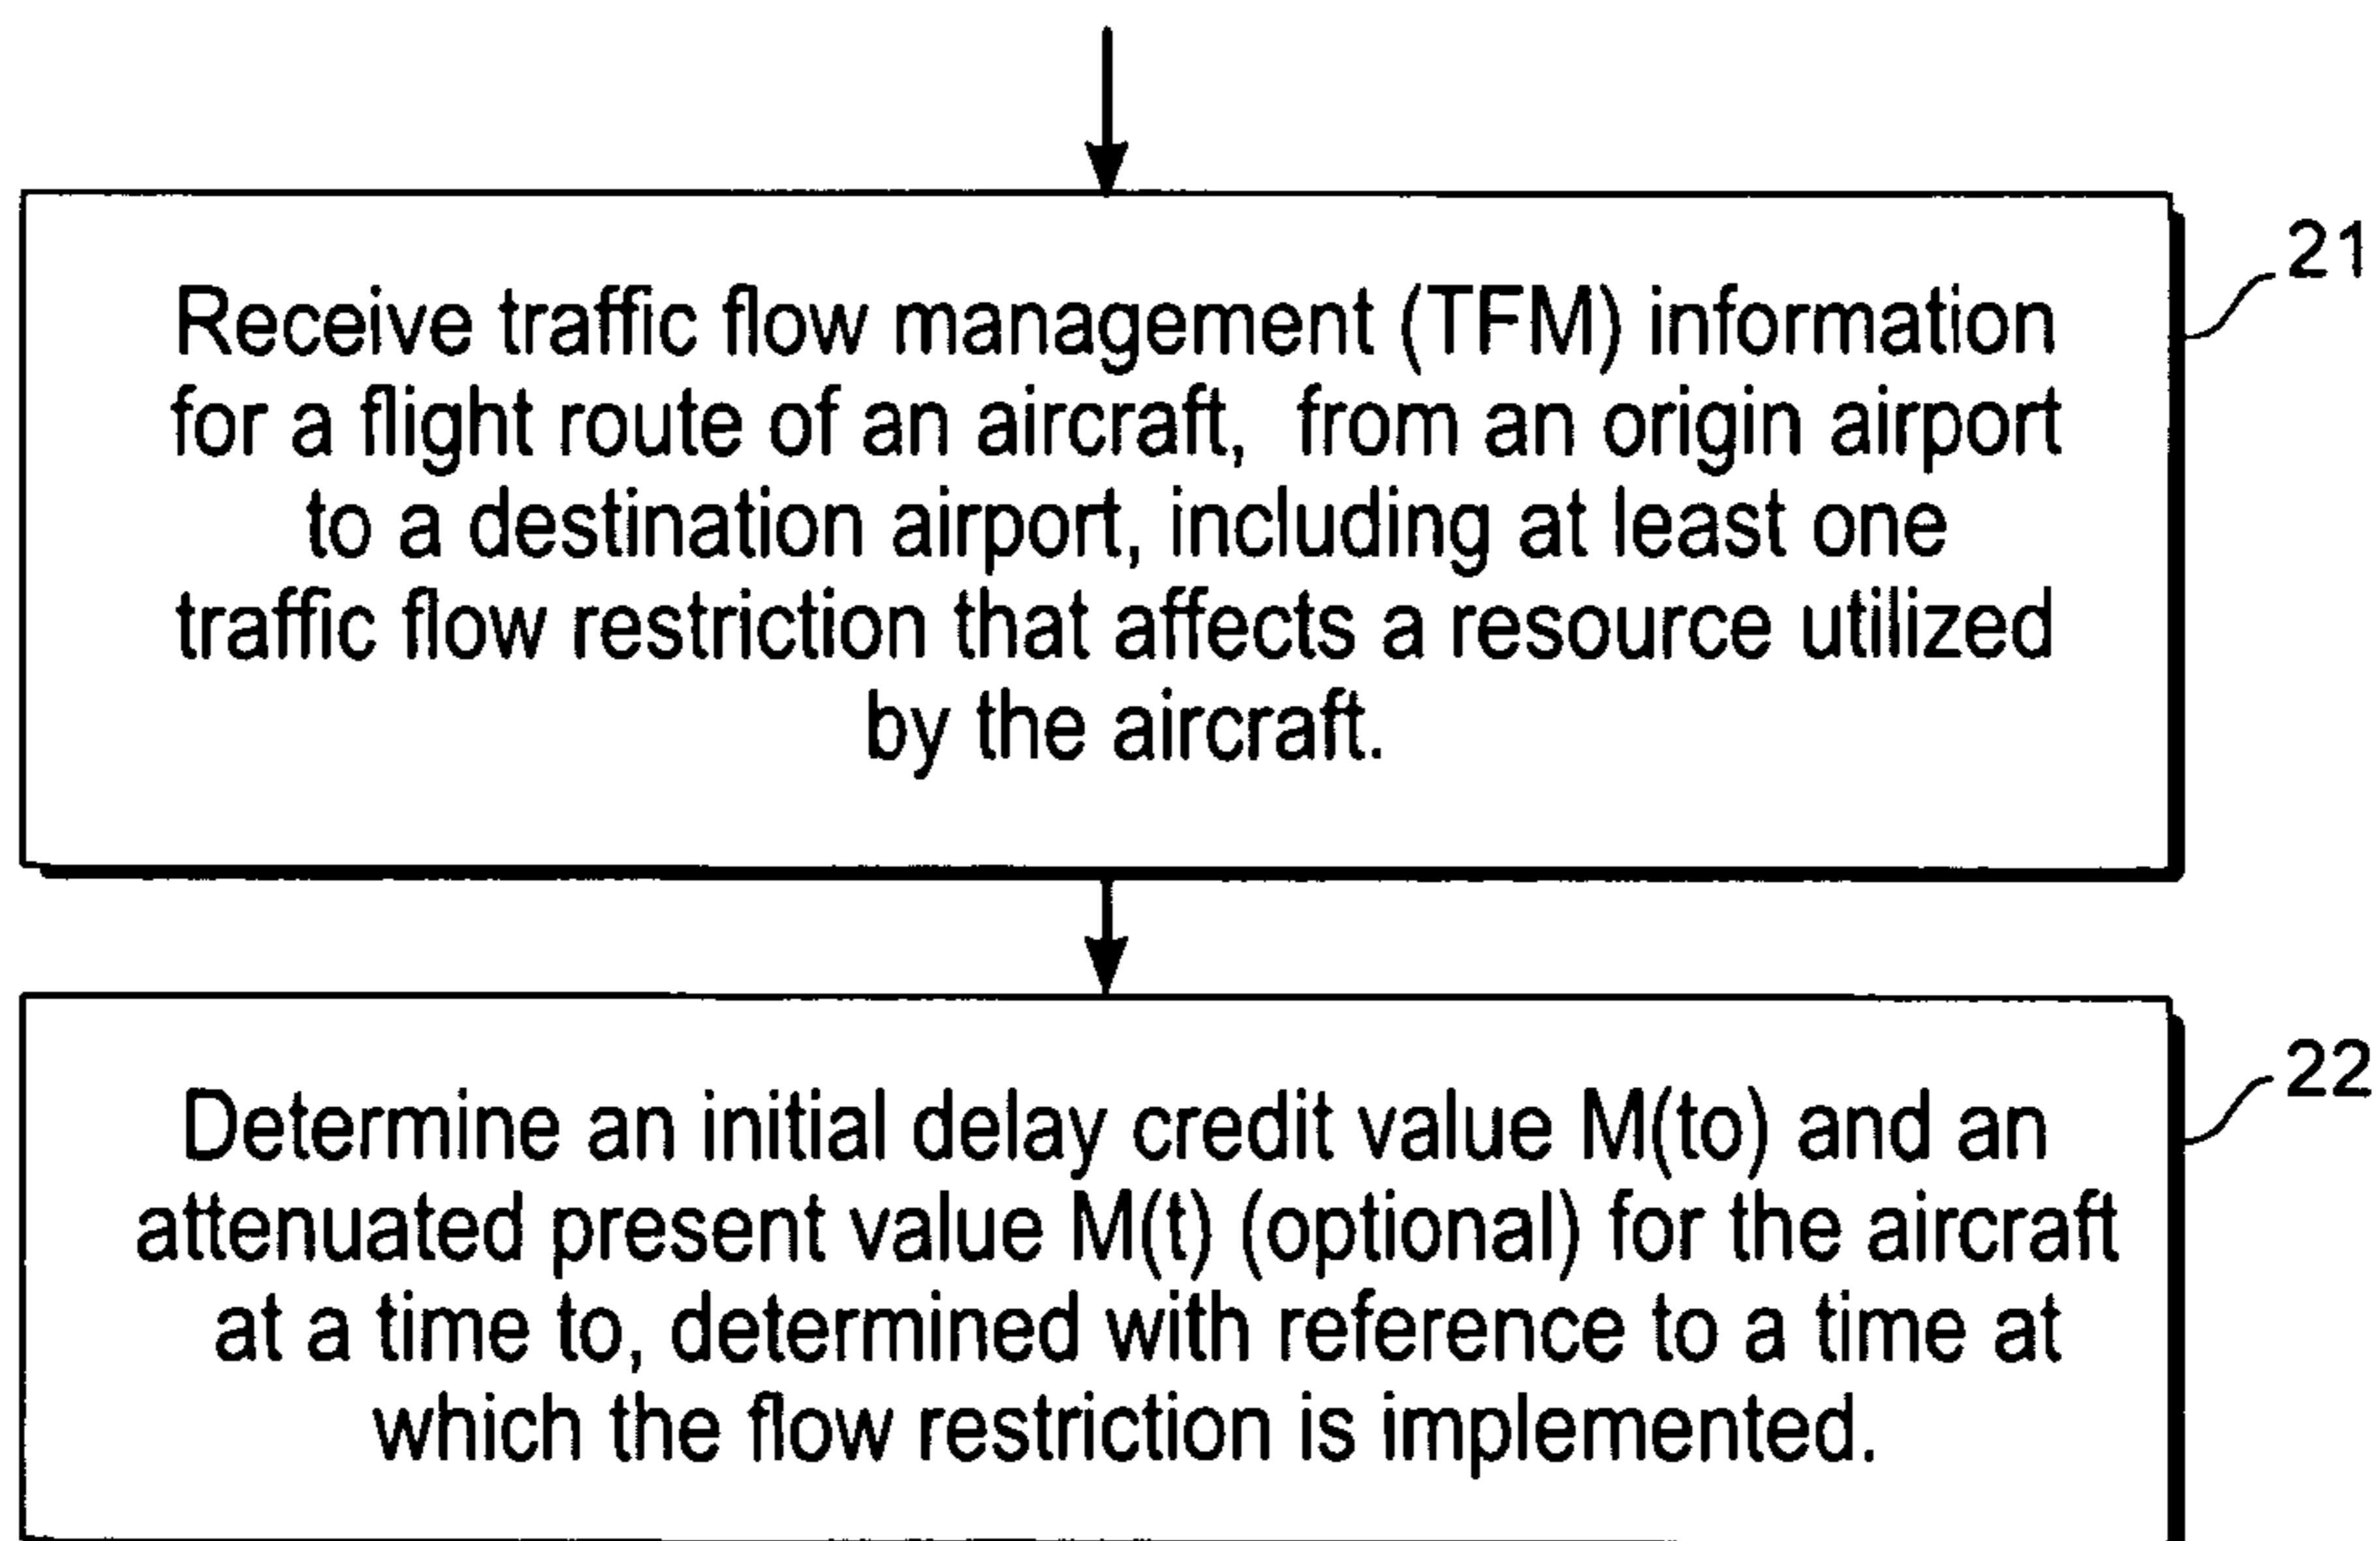 21
Receive traffic flow management (TFM) information
for a flight route of an aircraft, from an origin airport
to a destination airport, including at least one
traffic flow restriction that affects a resource utilized
by the aircraft.
22
Determine an initial delay credit value M(to) and an
attenuated present value M(t) (optional) for the aircraft
at a time to, determined with reference to a time at
which the flow restriction is implemented.